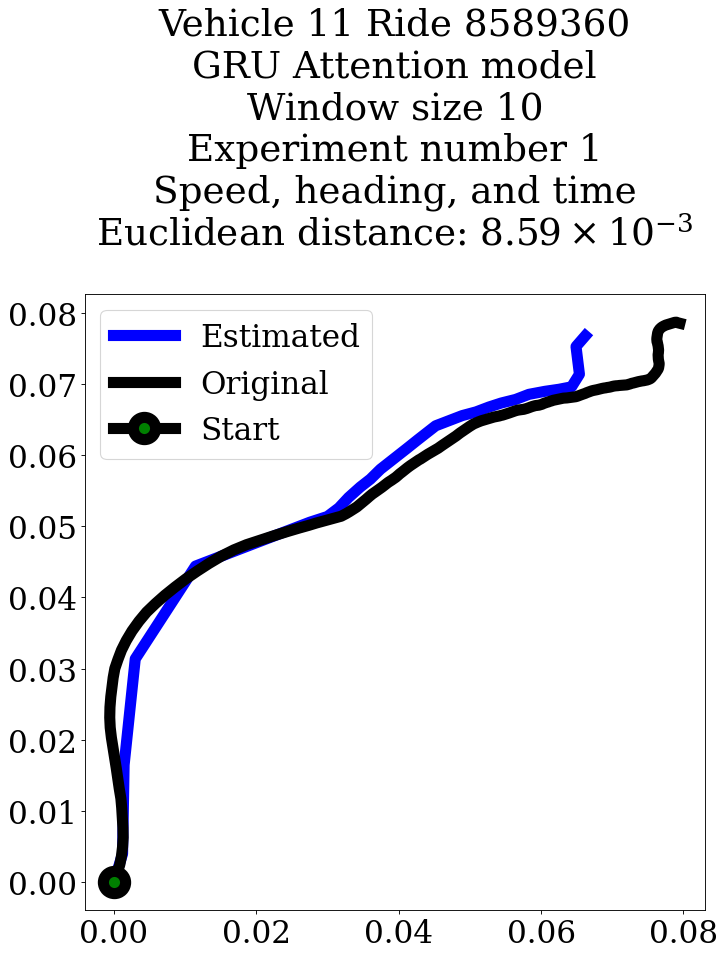 Vehicle 11 Ride 8589360
GRU Attention model
Window size 10
Experiment number 1
Speed, heading, and time
Euclidean distance: 8.59 × 10⁻³
0.08
0.07
0.06
0.05
0.04
0.03
0.02
0.01
0.00
Estimated
Original
Start
0.00 0.02 0.04 0.06 0.08